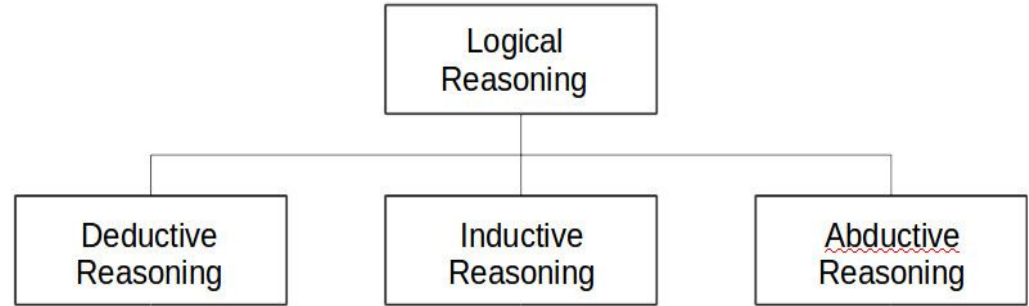 Logical
Reasoning
Deductive
Reasoning
Inductive
Reasoning
Abductive
Reasoning